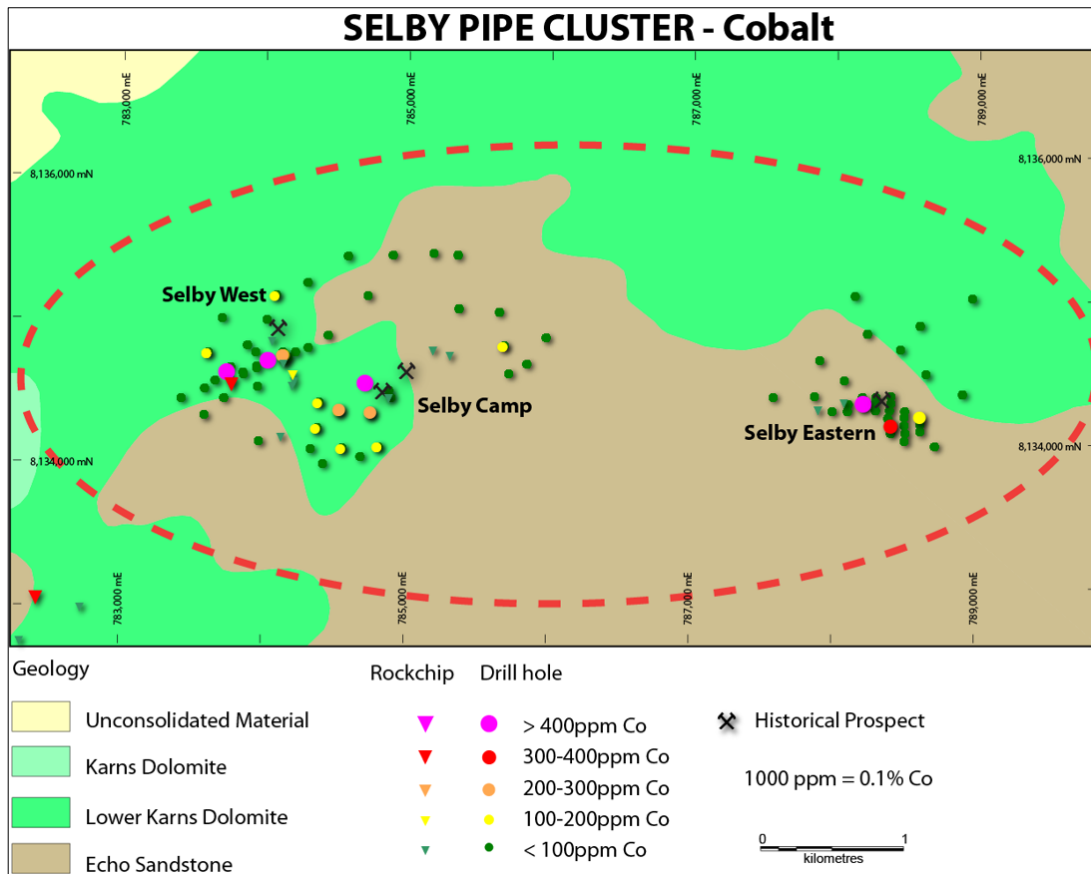 SELBY PIPE CLUSTER - Cobalt
783,000 mE
785,000 mE
787,000 mE
789,000 mE
8,136,000 mN
8,136,000 mN
Selby West
Selby Camp
Selby Eastern
8,134,000 mN
8,134,000 mN
783,000 mE
785,000 mE
787,000 mE
789,000 mE
Geology
Unconsolidated Material
Karns Dolomite
Lower Karns Dolomite
Echo Sandstone
Rockchip Drill hole
> 400ppm Co
300-400ppm Co
200-300ppm Co
100-200ppm Co
< 100ppm Co
Historical Prospect
1000 ppm = 0.1% Co
0 1
kilometres